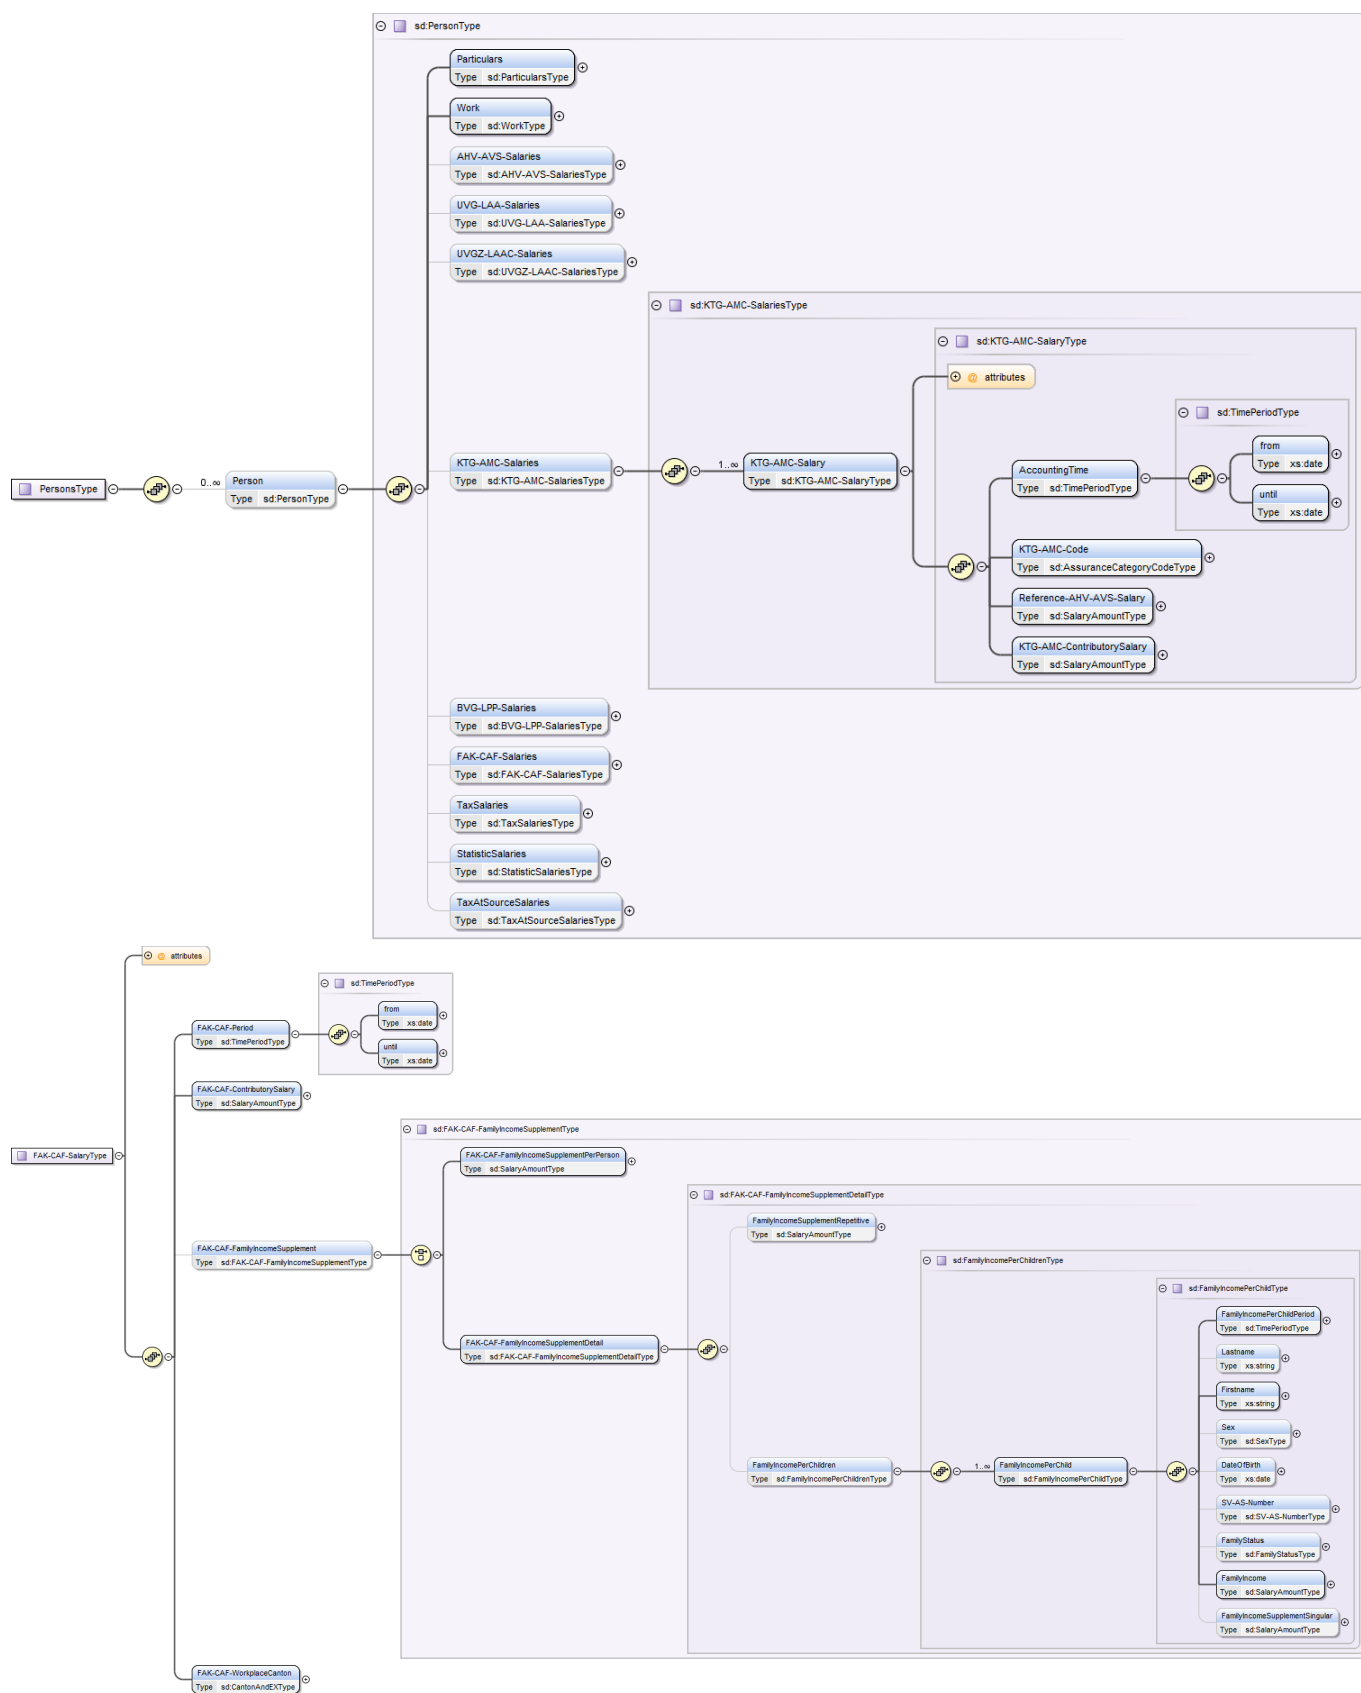 sd:PersonType
Particulars
Type sd:ParticularsType
Work
Type sd:WorkType
AHV-AVS-Salaries
Type sd:AHV-AVS-SalariesType
UVG-LAA-Salaries
Type sd:UVG-LAA-SalariesType
UVGZ-LAAC-Salaries
Type sd:UVGZ-LAAC-SalariesType
sd:KTG-AMC-SalariesType
sd:KTG-AMC-SalaryType
@ attributes
sd:TimePeriodType
from
Type xs:date
until
Type xs:date
PersonsType
0..∞
Person
Type sd:PersonType
KTG-AMC-Salaries
Type sd:KTG-AMC-SalariesType
1..∞
KTG-AMC-Salary
Type sd:KTG-AMC-SalaryType
AccountingTime
Type sd:TimePeriodType
KTG-AMC-Code
Type sd:AssuranceCategoryCodeType
Reference-AHV-AVS-Salary
Type sd:SalaryAmountType
KTG-AMC-ContributorySalary
Type sd:SalaryAmountType
BVG-LPP-Salaries
Type sd:BVG-LPP-SalariesType
FAK-CAF-Salaries
Type sd:FAK-CAF-SalariesType
TaxSalaries
Type sd:TaxSalariesType
StatisticSalaries
Type sd:StatisticSalariesType
TaxAtSourceSalaries
Type sd:TaxAtSourceSalariesType
@ attributes
sd:TimePeriodType
from
Type xs:date
until
Type xs:date
FAK-CAF-Period
Type sd:TimePeriodType
FAK-CAF-ContributorySalary
Type sd:SalaryAmountType
FAK-CAF-SalaryType
sd:FAK-CAF-FamilyIncomeSupplementType
FAK-CAF-FamilyIncomeSupplementPerPerson
Type sd:SalaryAmountType
sd:FAK-CAF-FamilyIncomeSupplementDetailType
FamilyIncomeSupplementRepetitive
Type sd:SalaryAmountType
FAK-CAF-FamilyIncomeSupplement
Type sd:FAK-CAF-FamilyIncomeSupplementType
sd:FamilyIncomePerChildrenType
sd:FamilyIncomePerChildType
FamilyIncomePerChildPeriod
Type sd:TimePeriodType
FAK-CAF-FamilyIncomeSupplementDetail
Type sd:FAK-CAF-FamilyIncomeSupplementDetailType
Lastname
Type xs:string
Firstname
Type xs:string
Sex
Type sd:SexType
FamilyIncomePerChildren
Type sd:FamilyIncomePerChildrenType
1..∞
FamilyIncomePerChild
Type sd:FamilyIncomePerChildType
DateOfBirth
Type xs:date
SV-AS-Number
Type sd:SV-AS-NumberType
FamilyStatus
Type sd:FamilyStatusType
FamilyIncome
Type sd:SalaryAmountType
FamilyIncomeSupplementSingular
Type sd:SalaryAmountType
FAK-CAF-WorkplaceCanton
Type sd:CantonAndEXType